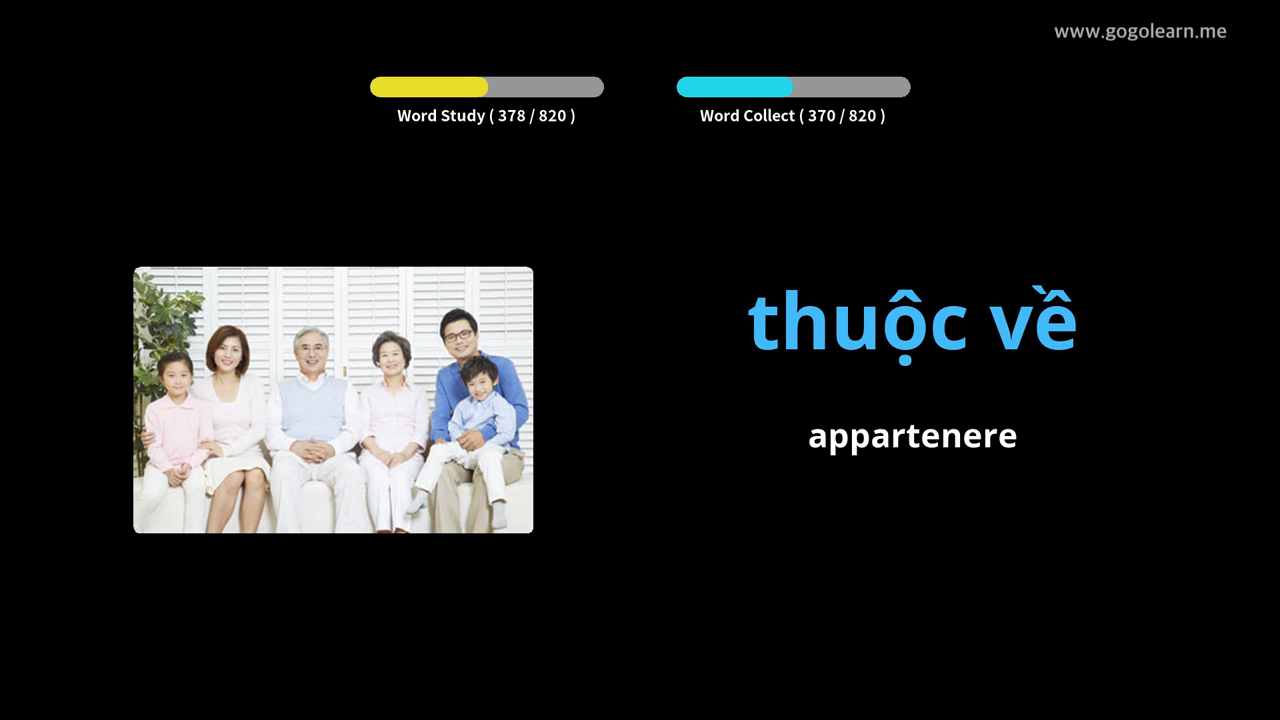 www.gogolearn.me
Word Study ( 378 / 820 )
Word Collect ( 370 / 820 )
thuộc về
appartenere